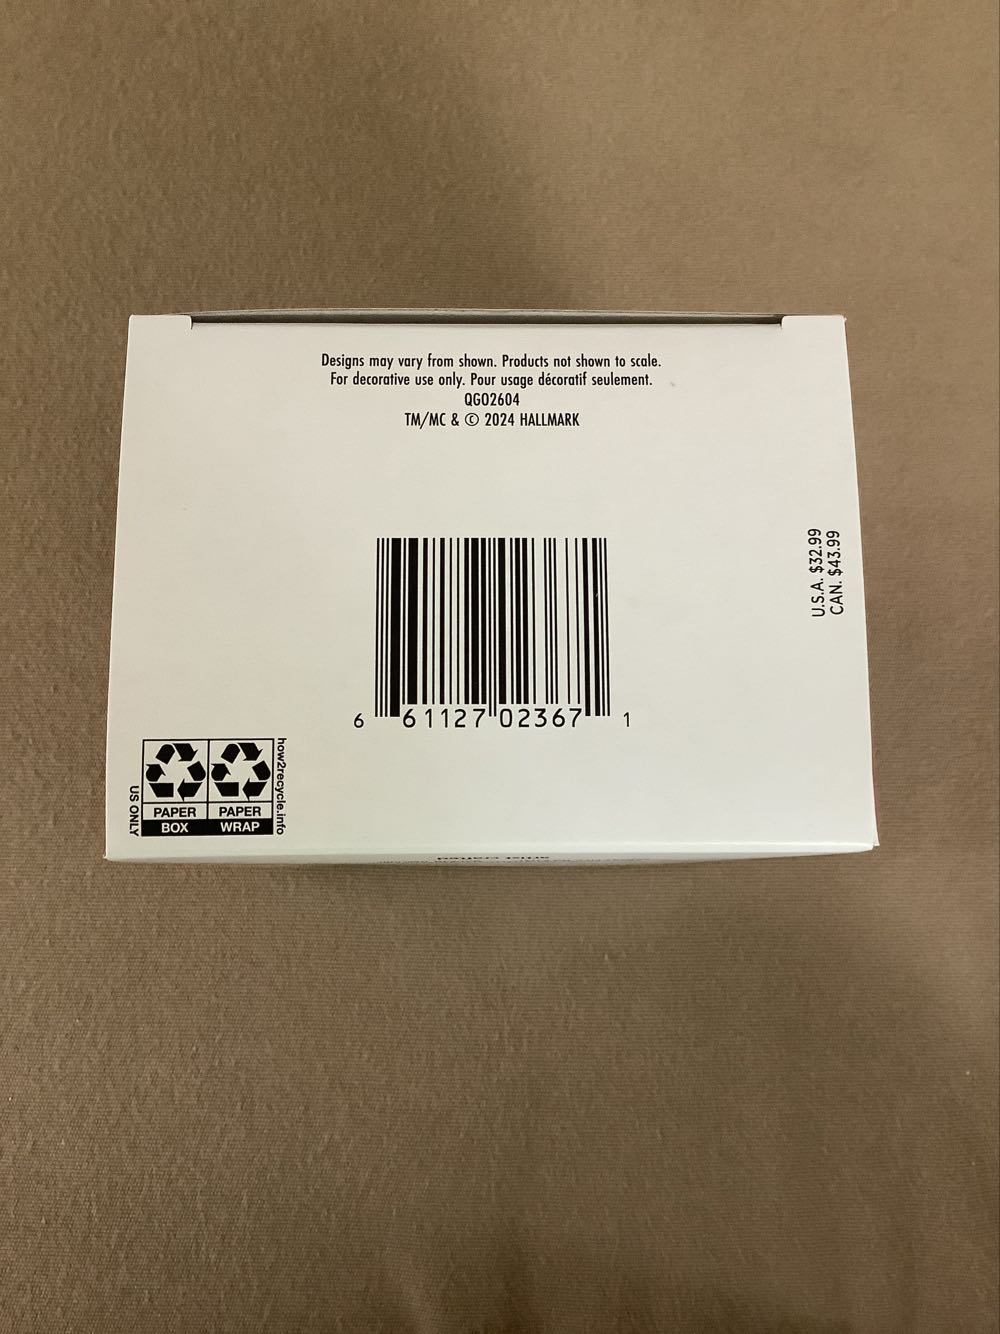 Designs may vary from shown. Products not shown to scale.
For decorative use only. Pour usage décoratif seulement.
QGO2604
TM/MC & © 2024 HALLMARK
U.S.A. $32.99
CAN. $43.99
6 61127 02367 1
how2recycle.info
PAPER PAPER
BOX WRAP
US ONLY